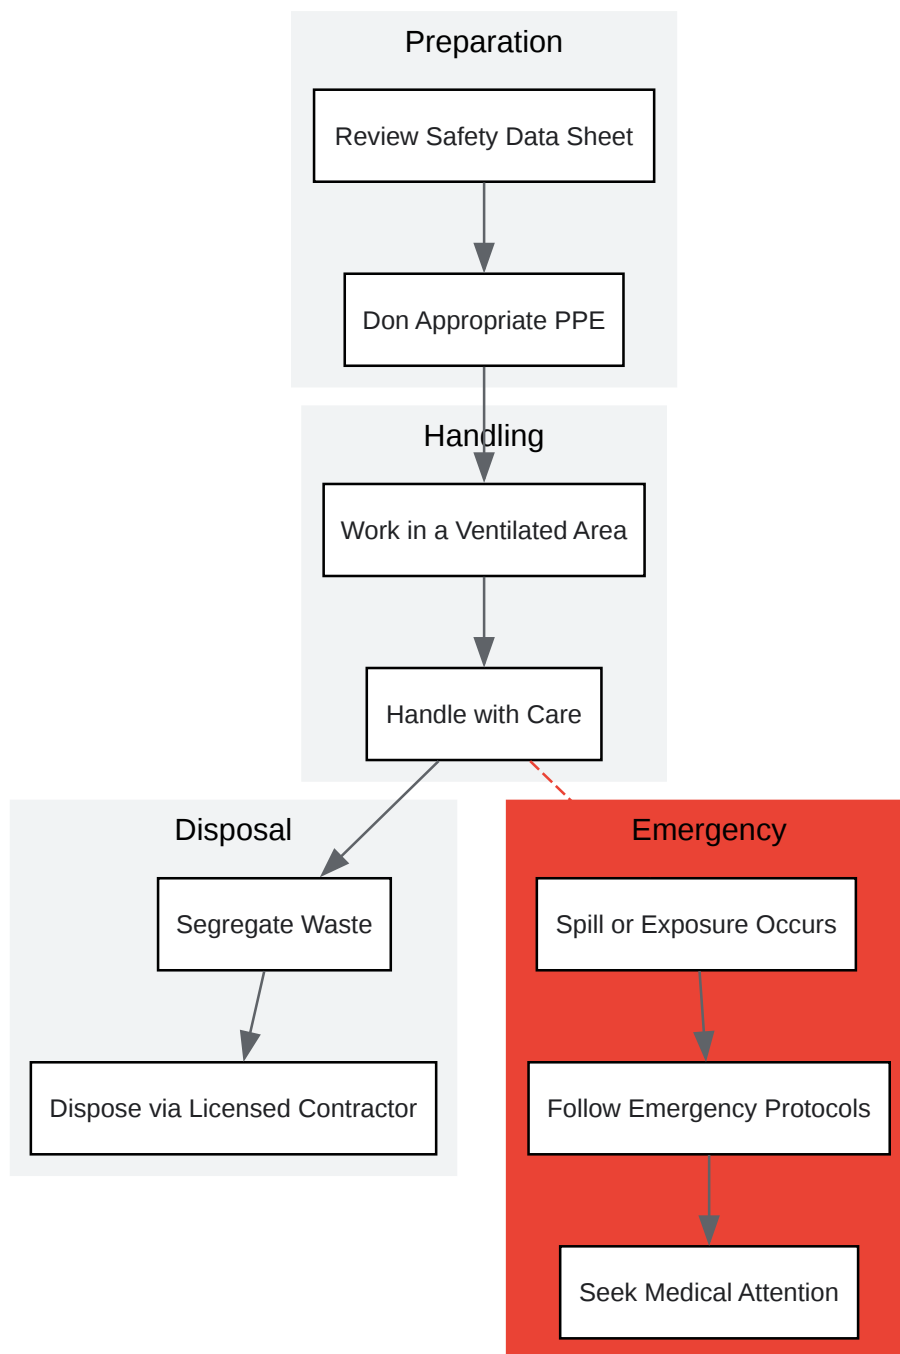 Preparation
Review Safety Data Sheet
Don Appropriate PPE
Handling
Work in a Ventilated Area
Handle with Care
Disposal
Segregate Waste
Dispose via Licensed Contractor
Emergency
Spill or Exposure Occurs
Follow Emergency Protocols
Seek Medical Attention